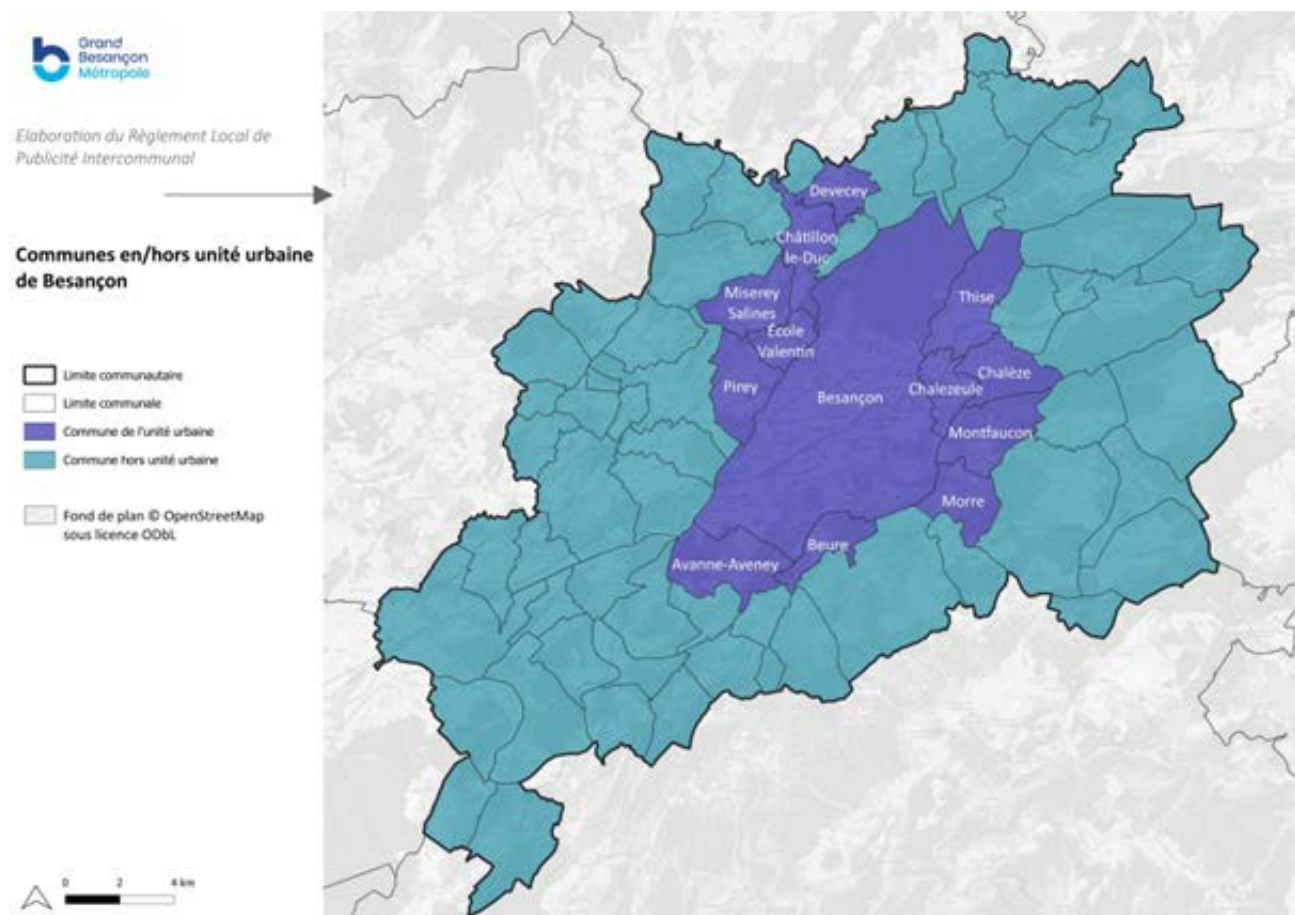 Grand
Besançon
Métropole
Elaboration du Règlement Local de
Publicité Intercommunal
Communes en/hors unité urbaine
de Besançon
Limite communautaire
Limite communale
Commune de l'unité urbaine
Commune hors unité urbaine
Fond de plan © OpenStreetMap
sous licence ODbL
0 2 4 km
Devecey
Châtillon
le-Duc
Miserey
Salines
École
Valentin
Pirey
Besançon
Thise
Chalèze
Chalezeule
Montfaucon
Morre
Beure
Avanne-Aveney